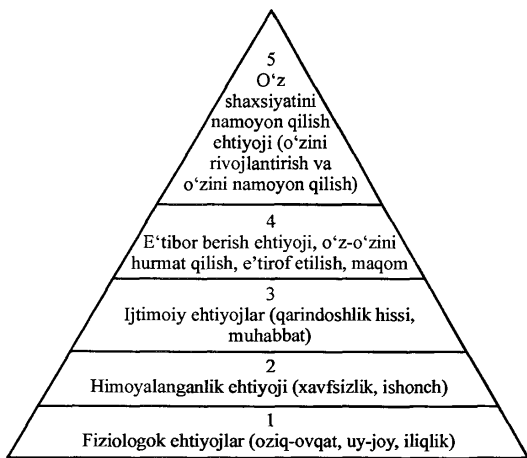 5
O‘z
shaxsiyatini
namoyon qilish
ehtiyoji (o‘zini
rivojlantirish va
o‘zini namoyon qilish)
4
E‘tibor berish ehtiyoji, o‘z-o‘zini
hurmat qilish, e’tirof etilish, maqom
3
Ijtimoiy ehtiyojlar (qarindoshlik hissi,
muhabbat)
2
Himoyalanganlik ehtiyoji (xavfsizlik, ishonch)
1
Fiziologok ehtiyojlar (oziq-ovqat, uy-joy, iliqlik)